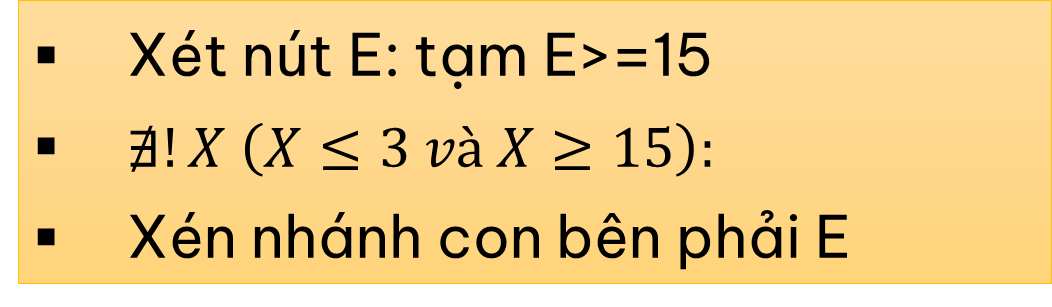 ▪ Xét nút E: tạm E>=15
▪ ∄! X (X ≤ 3 và X ≥ 15):
▪ Xén nhánh con bên phải E